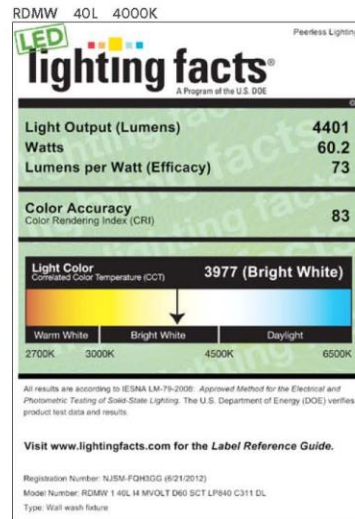 RDMW 40L 4000K
Peerless Lighting
LED
lighting facts®
A Program of the U.S. DOE
Light Output (Lumens) 4401
Watts 60.2
Lumens per Watt (Efficacy) 73
Color Accuracy
Color Rendering Index (CRI) 83
Light Color
Correlated Color Temperature (CCT) 3977 (Bright White)
Warm White Bright White Daylight
2700K 3000K 4500K 6500K
All results are according to IESNA LM-79-2008: Approved Method for the Electrical and
Photometric Testing of Solid-State Lighting. The U.S. Department of Energy (DOE) verifies
product test data and results.
Visit www.lightingfacts.com for the Label Reference Guide.
Registration Number: NJSM-FQH3GG (6/21/2012)
Model Number: RDMW 1 40L I4 MVOLT D60 SCT LP840 C311 DL
Type: Wall wash fixture